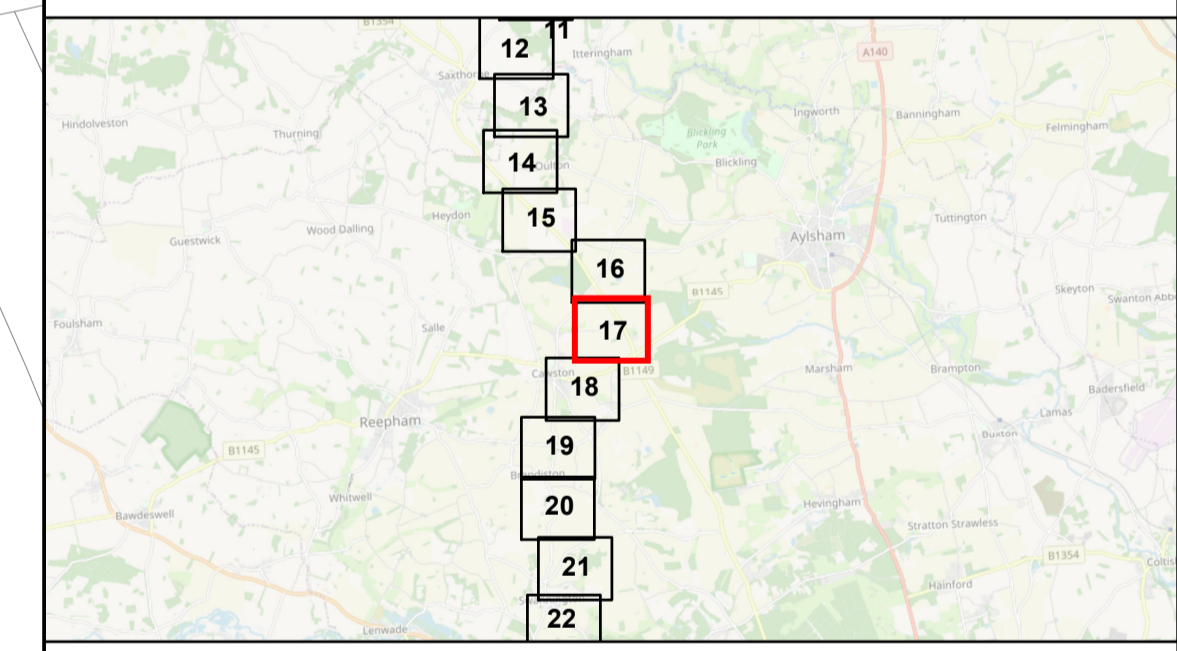 B1354
11
12
Itteringham
A140
Saxthorpe
13
Ingworth
Banningham
Hindolveston
Thurning
Felmingham
Blickling
Park
14
Oulton
Blickling
15
Heydon
Tuttington
Wood Dalling
Guestwick
Aylsham
16
B1145
Skeyton
Swanton Abb
Foulsham
Salle
17
Marsham
Brampton
Cawston
B1149
18
Badersfield
Reepham
Lamas
Buxton
19
B1145
Brandiston
Whitwell
20
Hevingham
Bawdeswell
Stratton Strawless
B1354
21
Coltis
Hainford
22
Lenwade